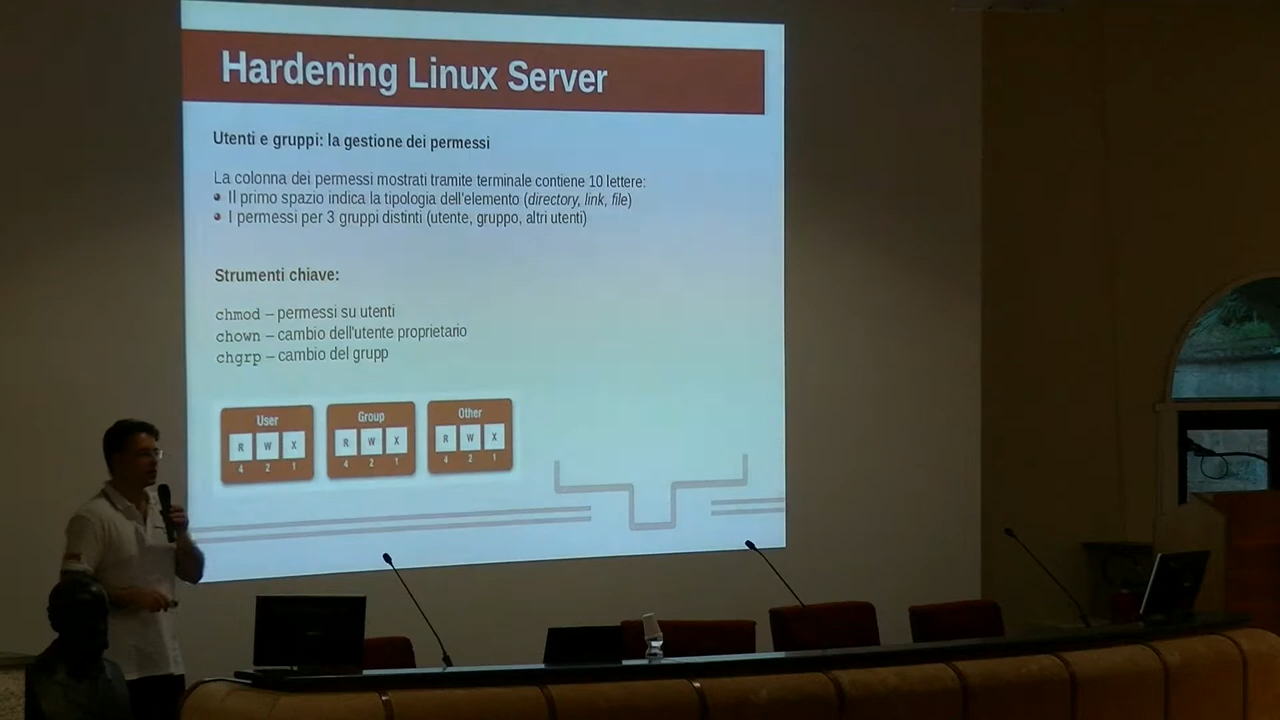 Hardening Linux Server
Utenti e gruppi: la gestione dei permessi
La colonna dei permessi mostrati tramite terminale contiene 10 lettere:
Il primo spazio indica la tipologia dell'elemento (directory, link, file)
I permessi per 3 gruppi distinti (utente, gruppo, altri utenti)
Strumenti chiave:
chmod – permessi su utenti
chown – cambio dell'utente proprietario
chgrp – cambio del grupp
User
R W X
4 2 1
Group
R W X
4 2 1
Other
R W X
4 2 1